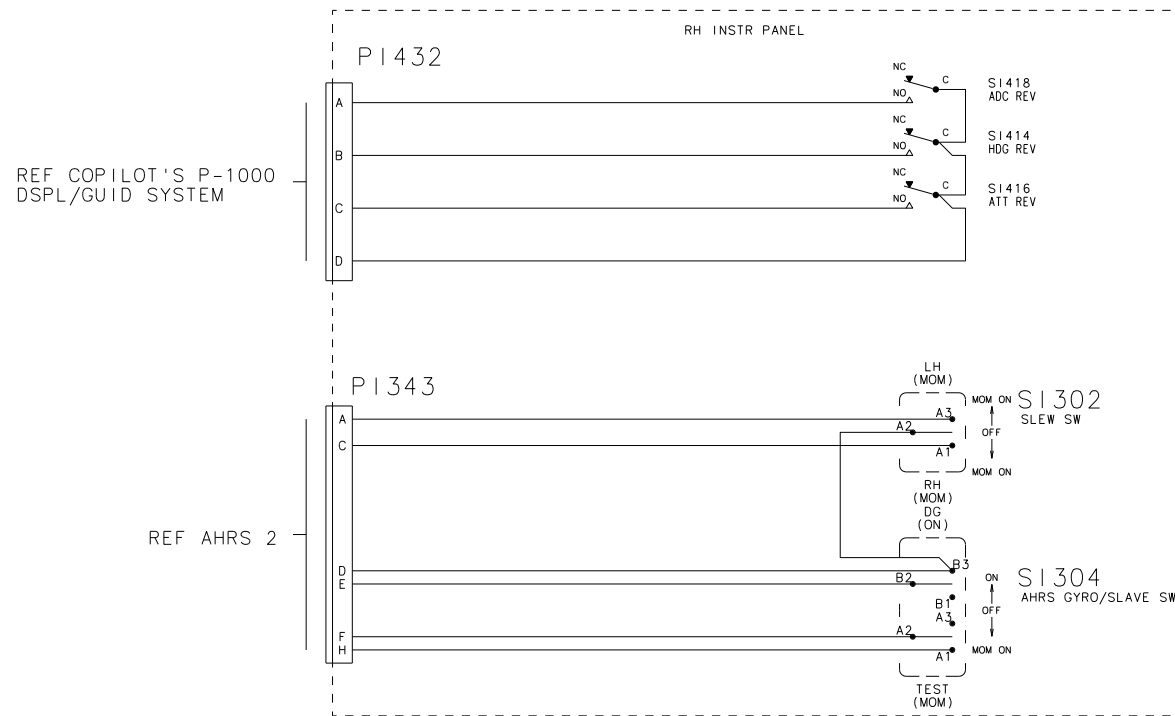 RH INSTR PANEL
P1432
NC
C
S1418
ADC REV
A
NO
NC
C
S1414
HDG REV
B
NO
REF COPILOT'S P-1000
DSPL/GUID SYSTEM
NC
C
S1416
ATT REV
C
NO
D
P1343
LH
(MOM)
MOM ON
S1302
SLEW SW
A
A3
A2
OFF
C
A1
MOM ON
RH
(MOM)
DG
(ON)
REF AHRS 2
D
B3
E
B2
ON
S1304
AHRS GYRO/SLAVE SW
B1
OFF
A3
F
A2
H
A1
MOM ON
TEST
(MOM)